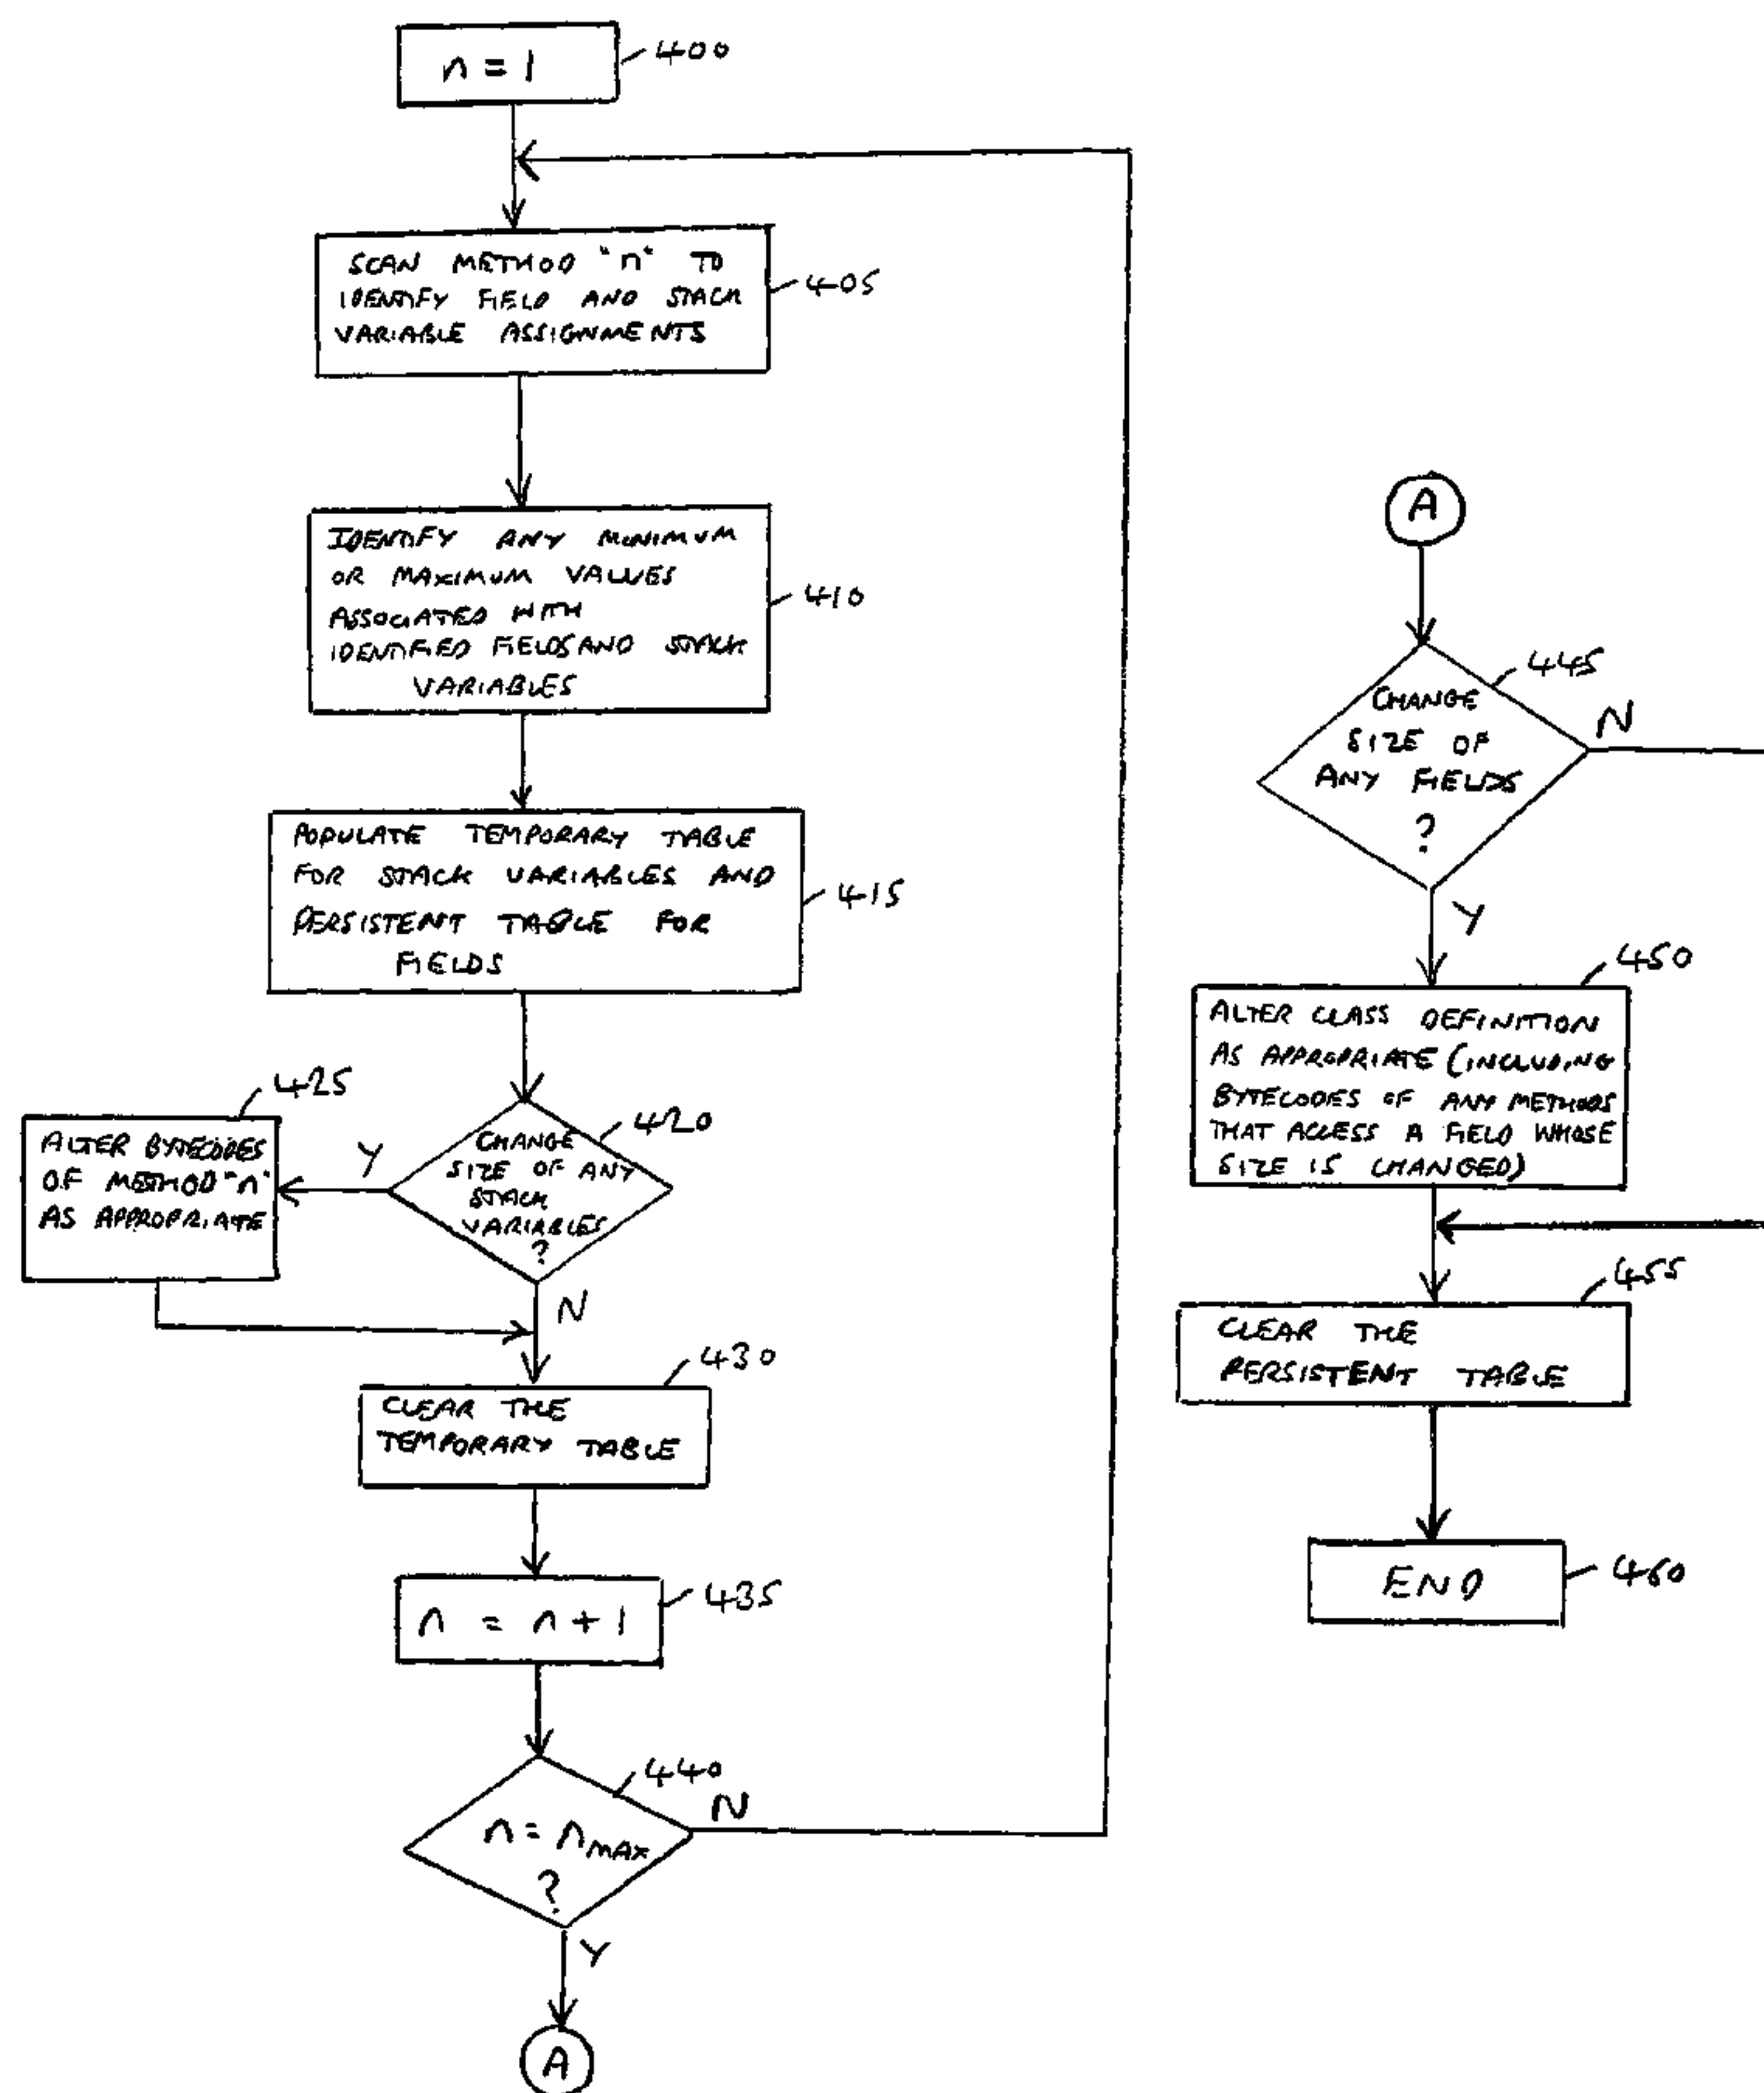 n = 1
400
SCAN METHOD "n" TO
IDENTIFY FIELD AND STACK
VARIABLE ASSIGNMENTS
405
IDENTIFY ANY MINIMUM
OR MAXIMUM VALUES
ASSOCIATED WITH
IDENTIFIED FIELDS AND STACK
VARIABLES
410
POPULATE TEMPORARY TABLE
FOR STACK VARIABLES AND
PERSISTENT TABLE FOR
FIELDS
415
CHANGE
SIZE OF ANY
STACK
VARIABLES
?
420
Y
N
425
ALTER BYTECODES
OF METHOD "n"
AS APPROPRIATE
430
CLEAR THE
TEMPORARY TABLE
n = n + 1
435
440
n = nMAX
?
N
Y
A
A
445
CHANGE
SIZE OF
ANY FIELDS
?
N
Y
450
ALTER CLASS DEFINITION
AS APPROPRIATE (INCLUDING
BYTECODES OF ANY METHODS
THAT ACCESS A FIELD WHOSE
SIZE IS CHANGED)
455
CLEAR THE
PERSISTENT TABLE
END
460